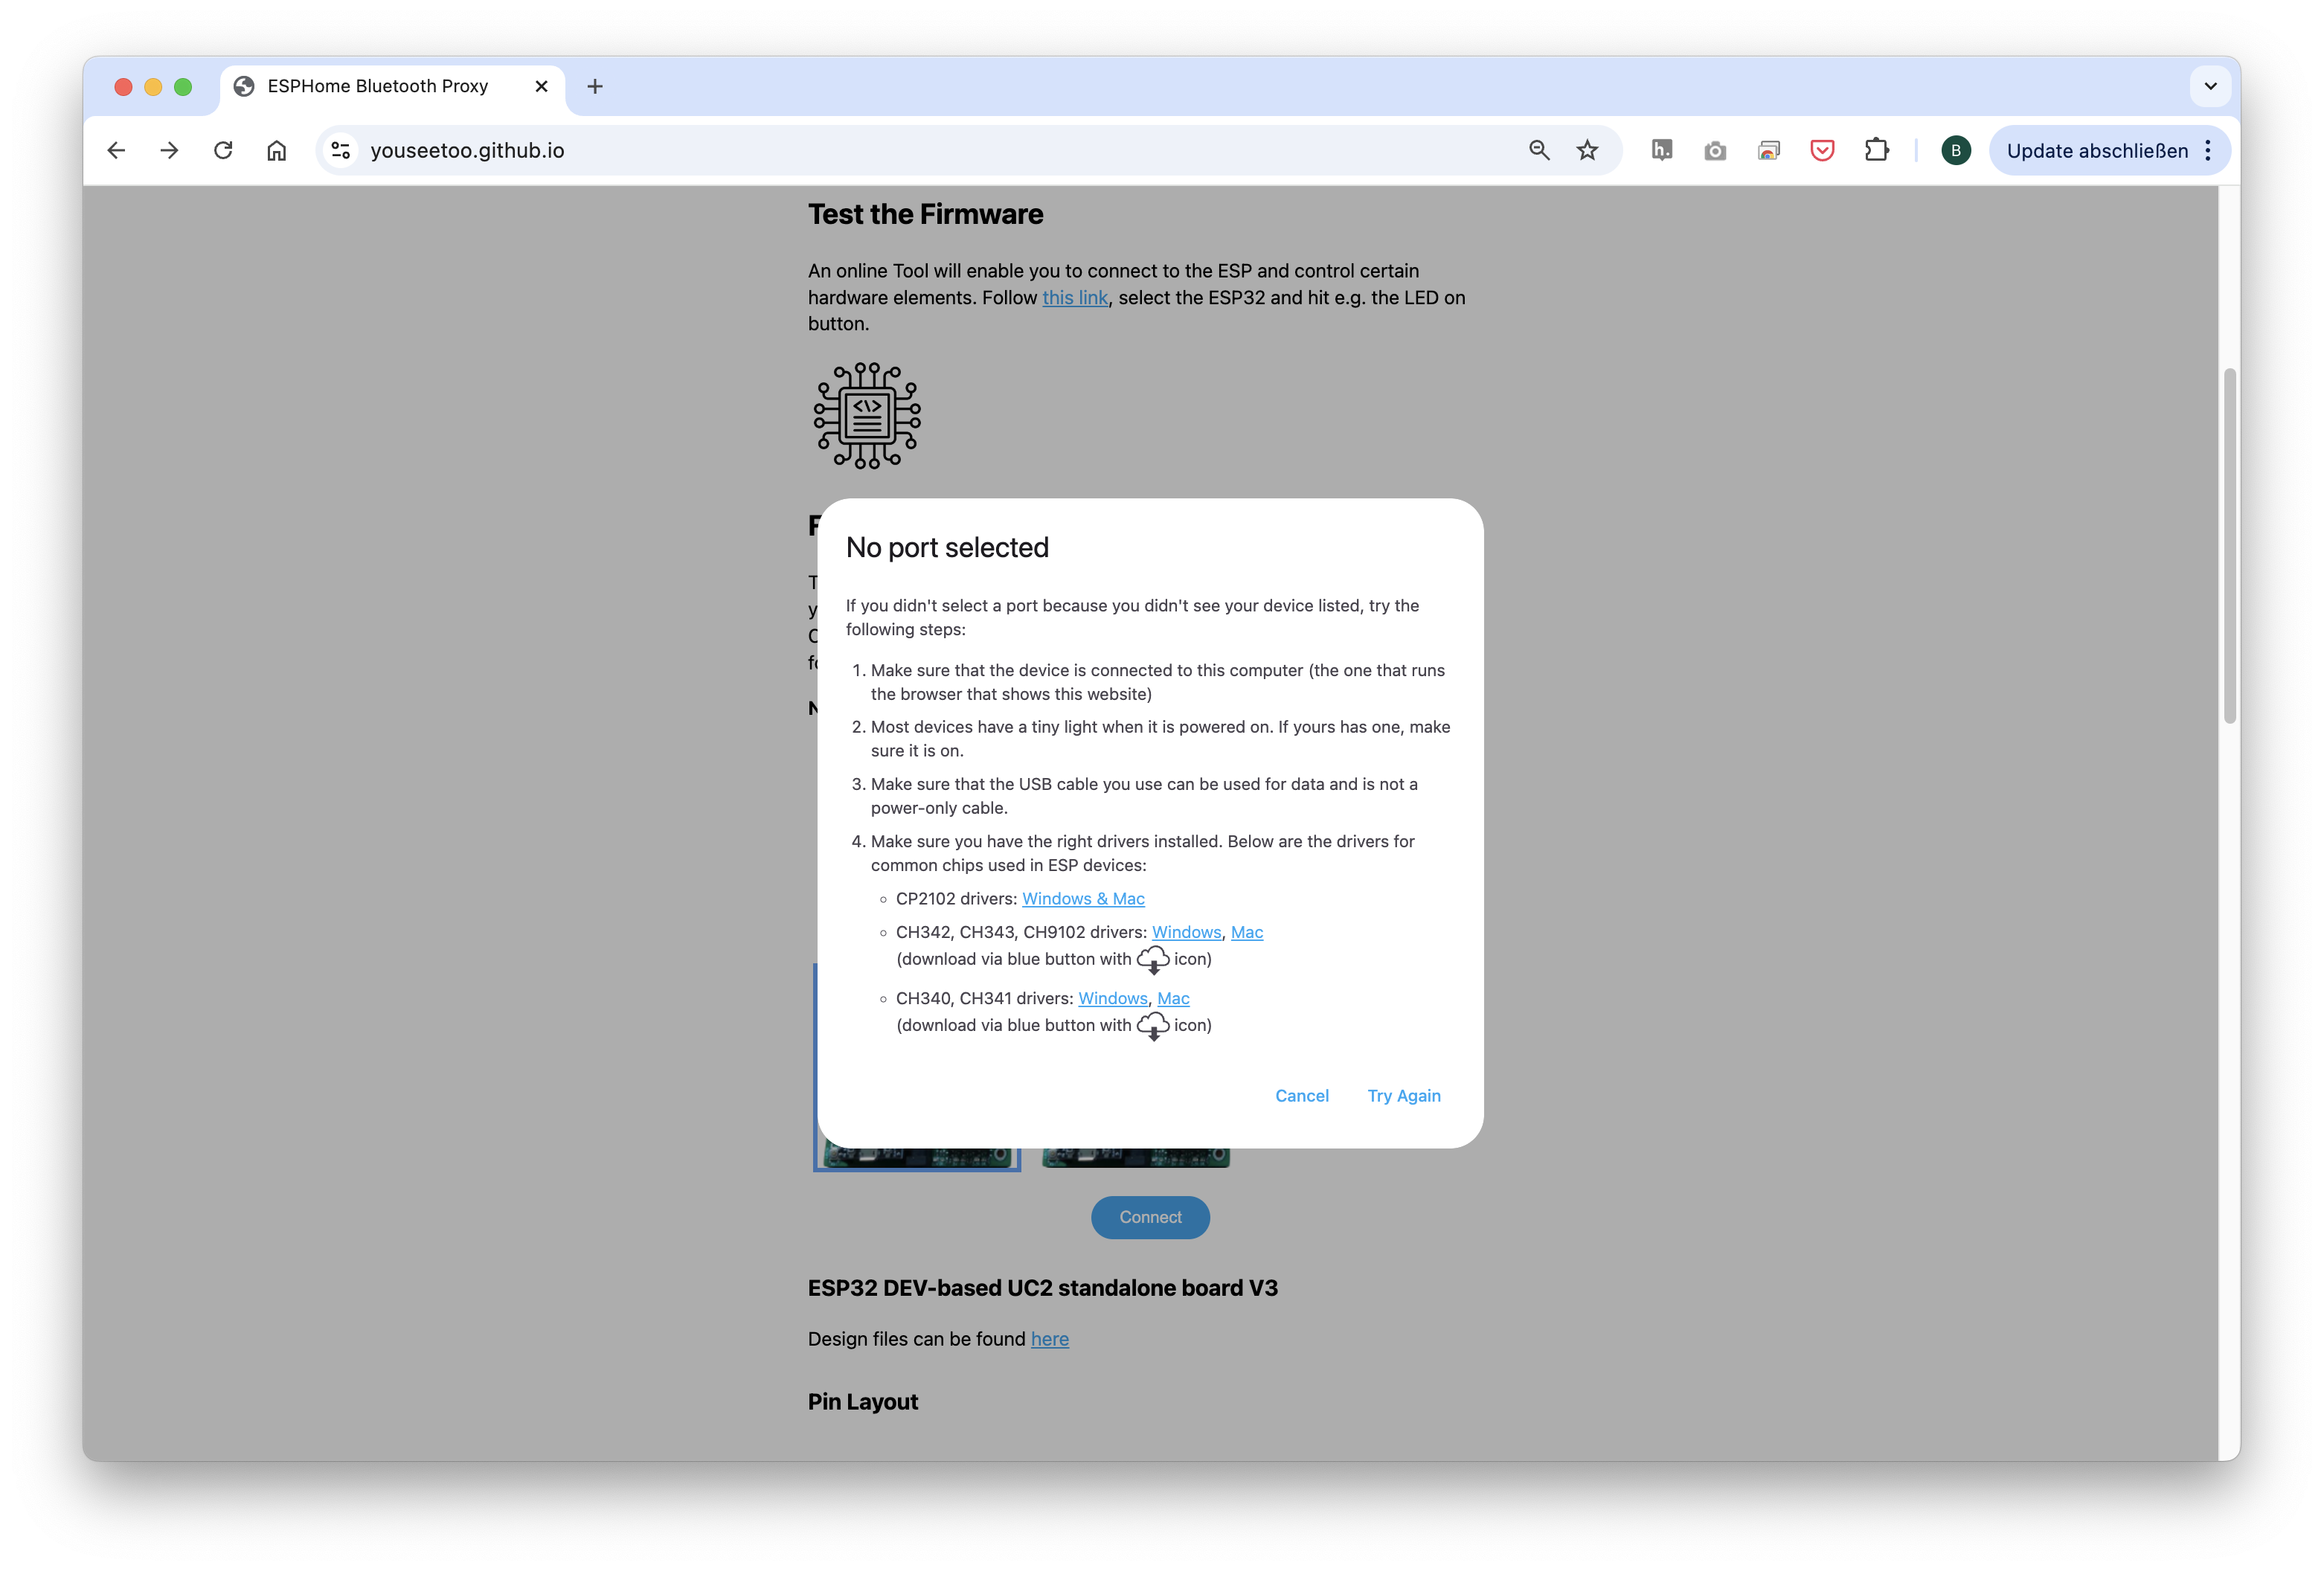 ESPHome Bluetooth Proxy
youseetoo.github.io
h.
B
Update abschließen
Test the Firmware
An online Tool will enable you to connect to the ESP and control certain
hardware elements. Follow this link, select the ESP32 and hit e.g. the LED on
button.
No port selected
If you didn't select a port because you didn't see your device listed, try the
following steps:
1. Make sure that the device is connected to this computer (the one that runs
the browser that shows this website)
2. Most devices have a tiny light when it is powered on. If yours has one, make
sure it is on.
3. Make sure that the USB cable you use can be used for data and is not a
power-only cable.
4. Make sure you have the right drivers installed. Below are the drivers for
common chips used in ESP devices:
CP2102 drivers: Windows & Mac
CH342, CH343, CH9102 drivers: Windows, Mac
(download via blue button with icon)
CH340, CH341 drivers: Windows, Mac
(download via blue button with icon)
Cancel Try Again
Connect
ESP32 DEV-based UC2 standalone board V3
Design files can be found here
Pin Layout